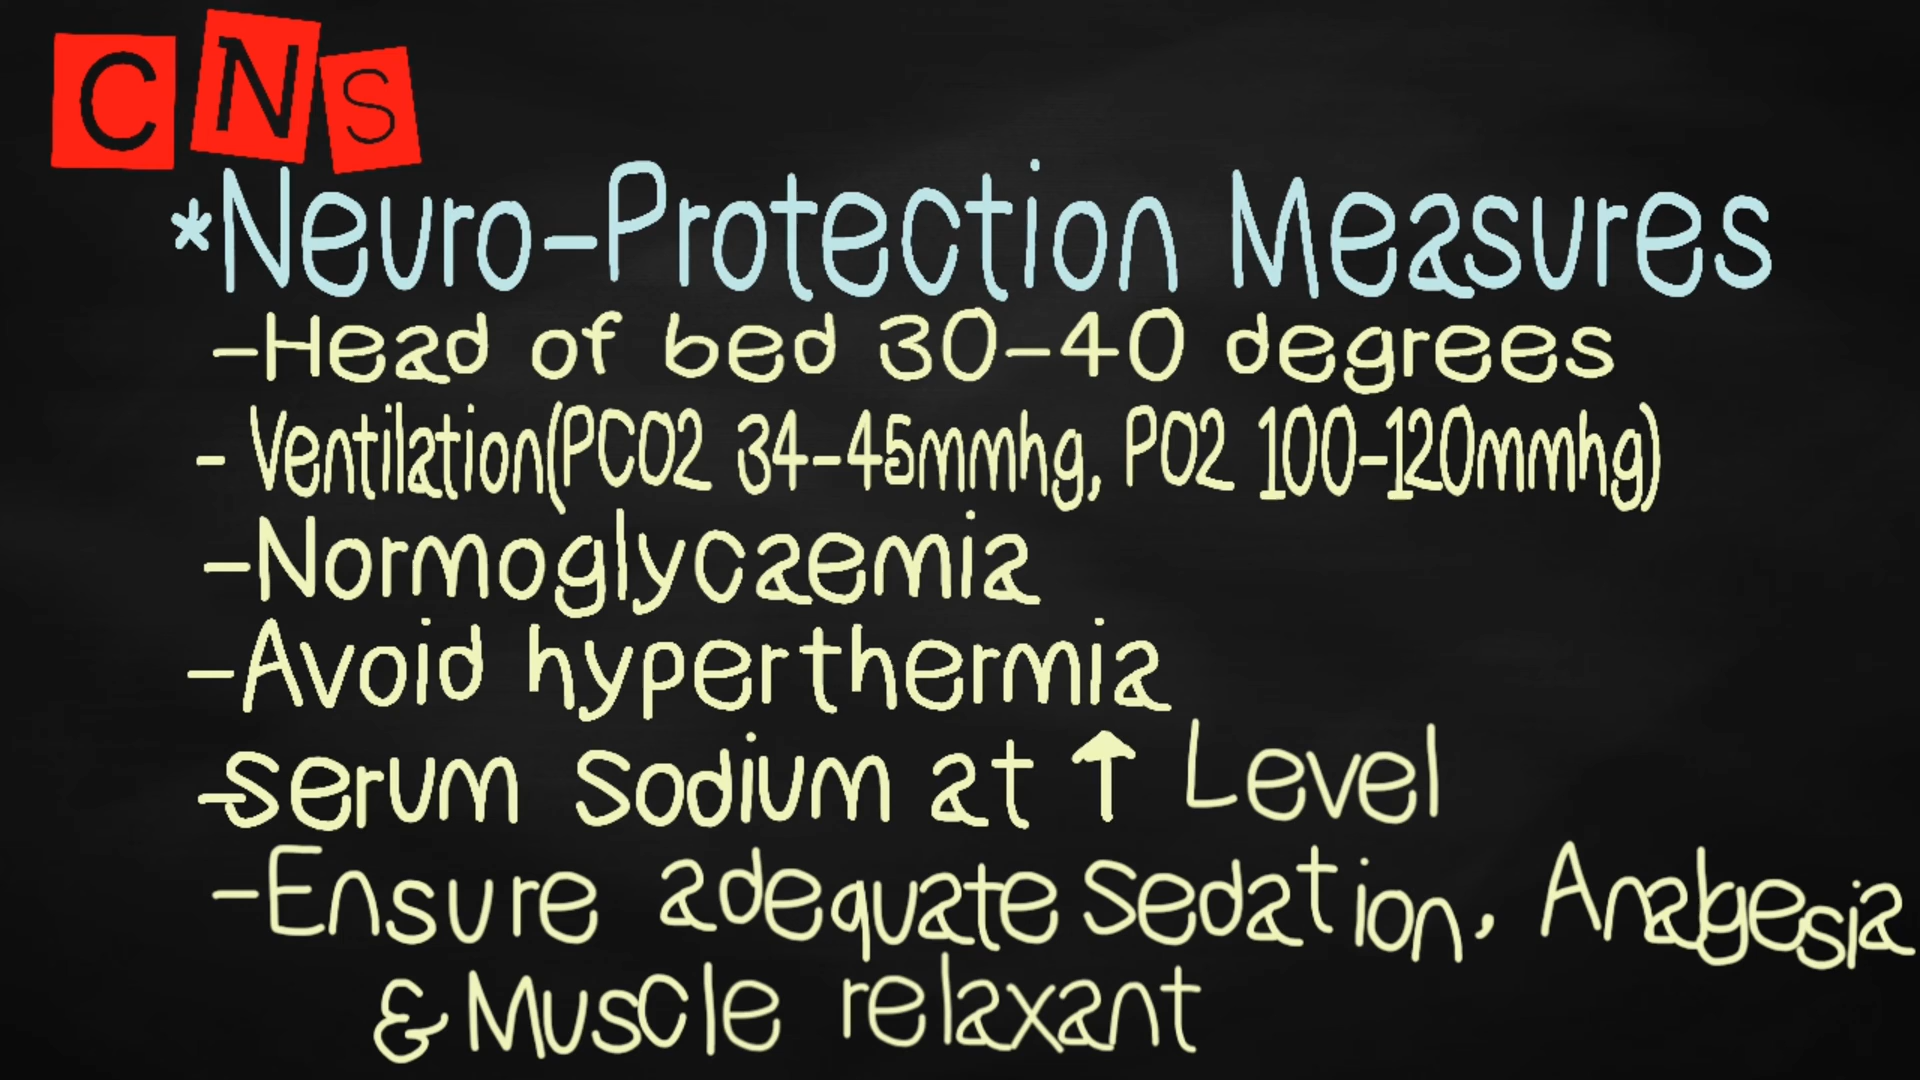 CNS
*Neuro-Protection Measures
-Head of bed 30-40 degrees
- Ventilation(PCO2 34-45mmhg, PO2 100-120mmhg)
-Normoglycaemia
-Avoid hyperthermia
-serum sodium at ↑ Level
-Ensure adequate sedation, Analgesia
& Muscle relaxant